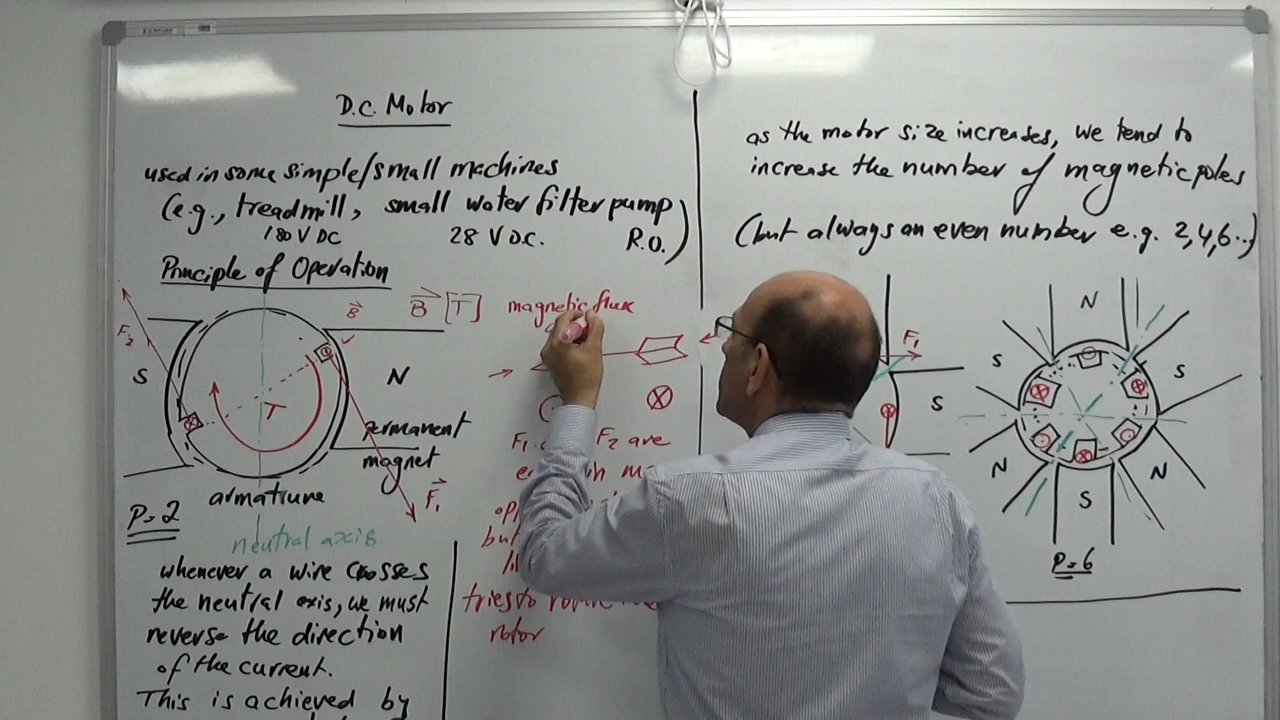 D.C. Motor
used in some simple/small machines
(e.g., treadmill, small water filter pump)
180 V DC 28 V D.C. R.O.
Principle of Operation
B [T] magnetic flux
B
F2
S
N
T
permanent
magnet
F1
armatrune
P=2
neutral axis
F1 F2 are
tries to
rotor
whenever a wire crosses
the neutral axis, we must
reverse the direction
of the current.
This is achieved by
as the motor size increases, we tend to
increase the number of magnetic poles
(but always an even number e.g. 2,4,6..)
F1
S
N
S
S
N
N
S
P=6